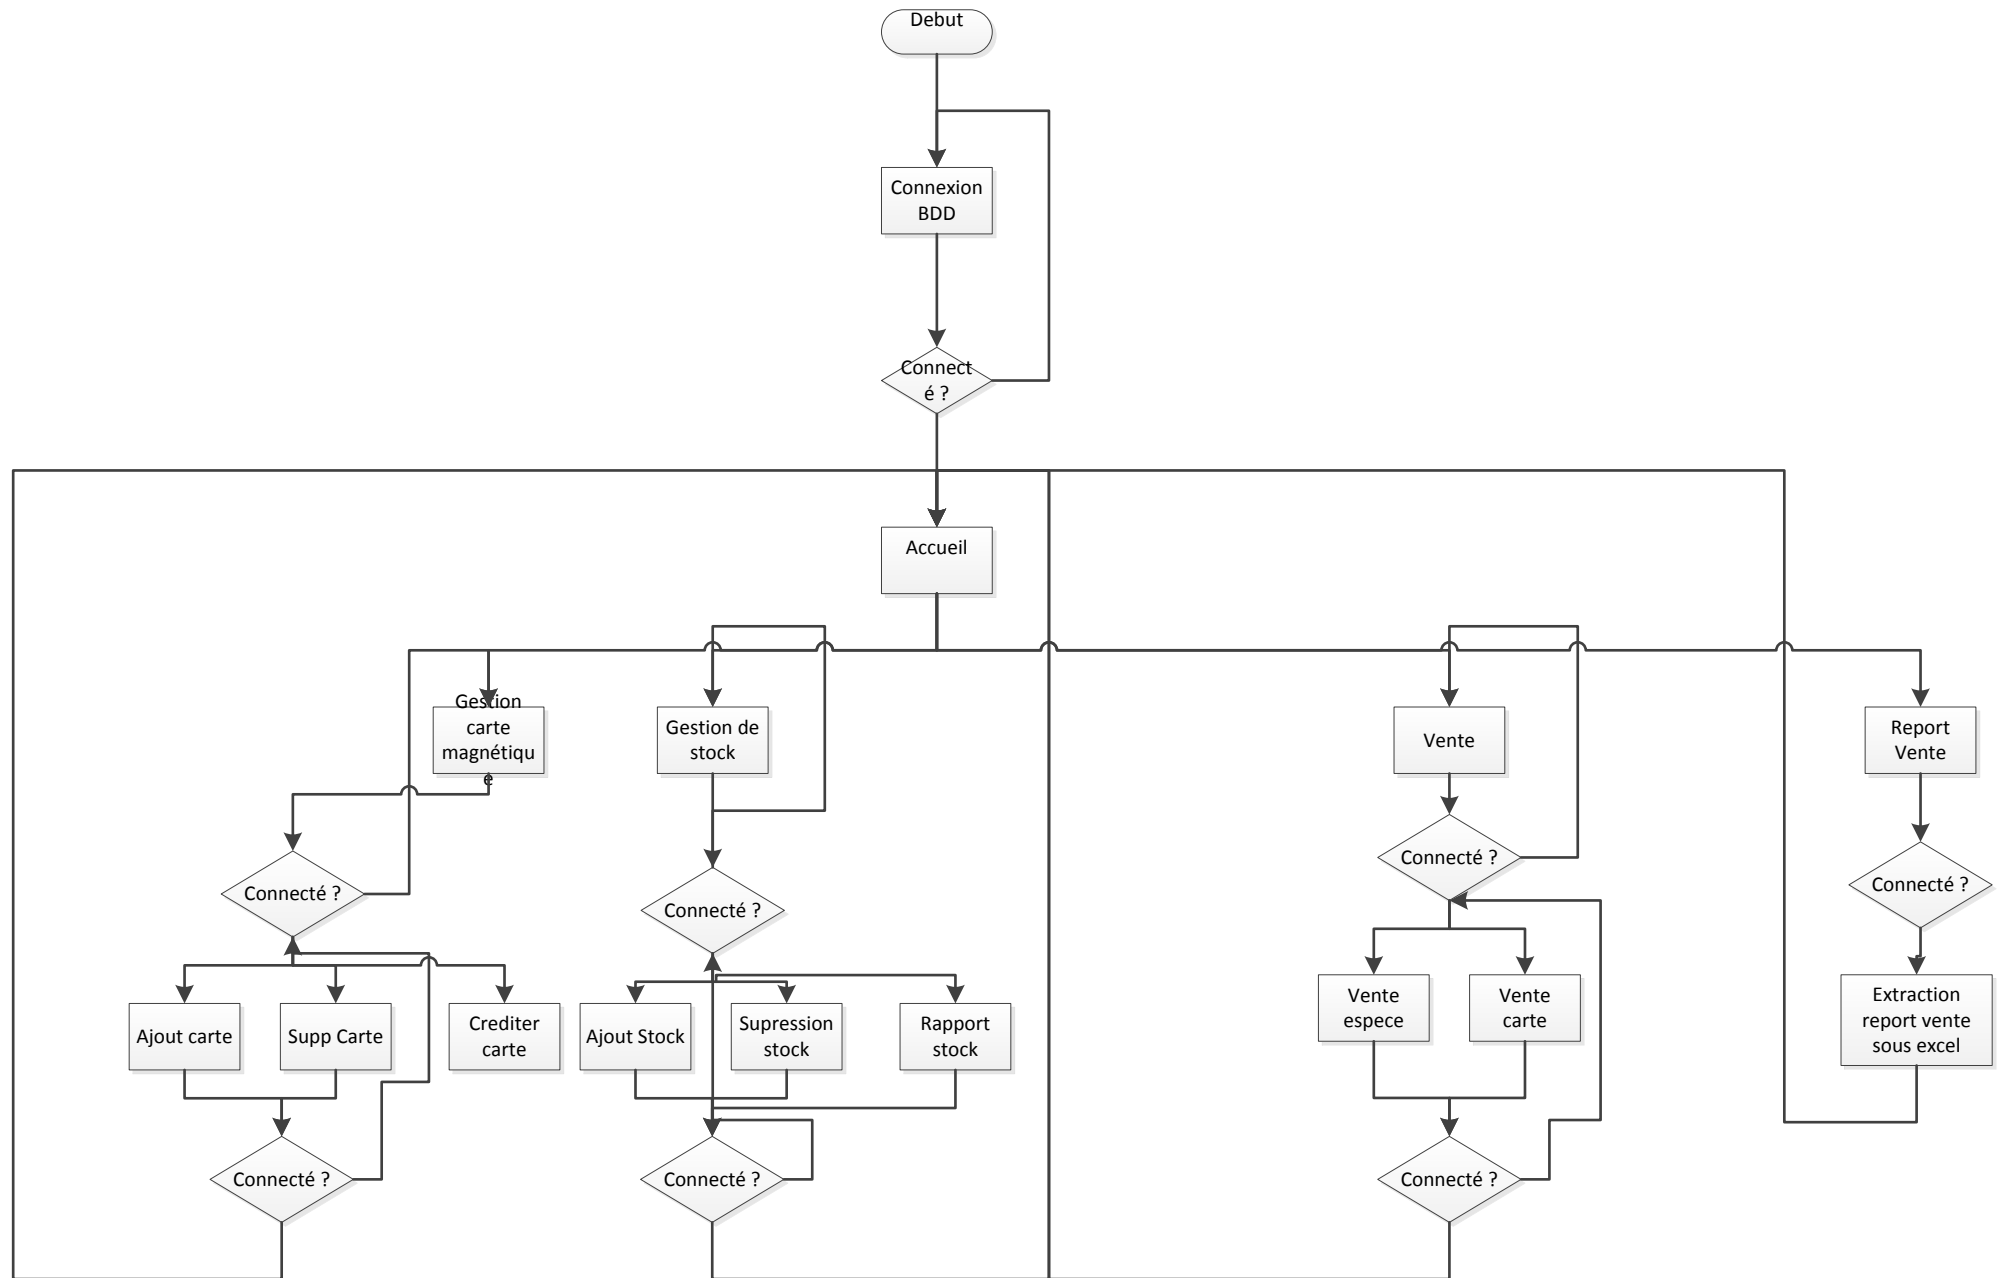 Debut
Connexion
BDD
Connect
é ?
Accueil
Gestion
carte
magnétiqu
e
Gestion de
stock
Vente
Report
Vente
Connecté ?
Connecté ?
Connecté ?
Connecté ?
Ajout carte
Supp Carte
Crediter
carte
Ajout Stock
Supression
stock
Rapport
stock
Vente
espece
Vente
carte
Extraction
report vente
sous excel
Connecté ?
Connecté ?
Connecté ?